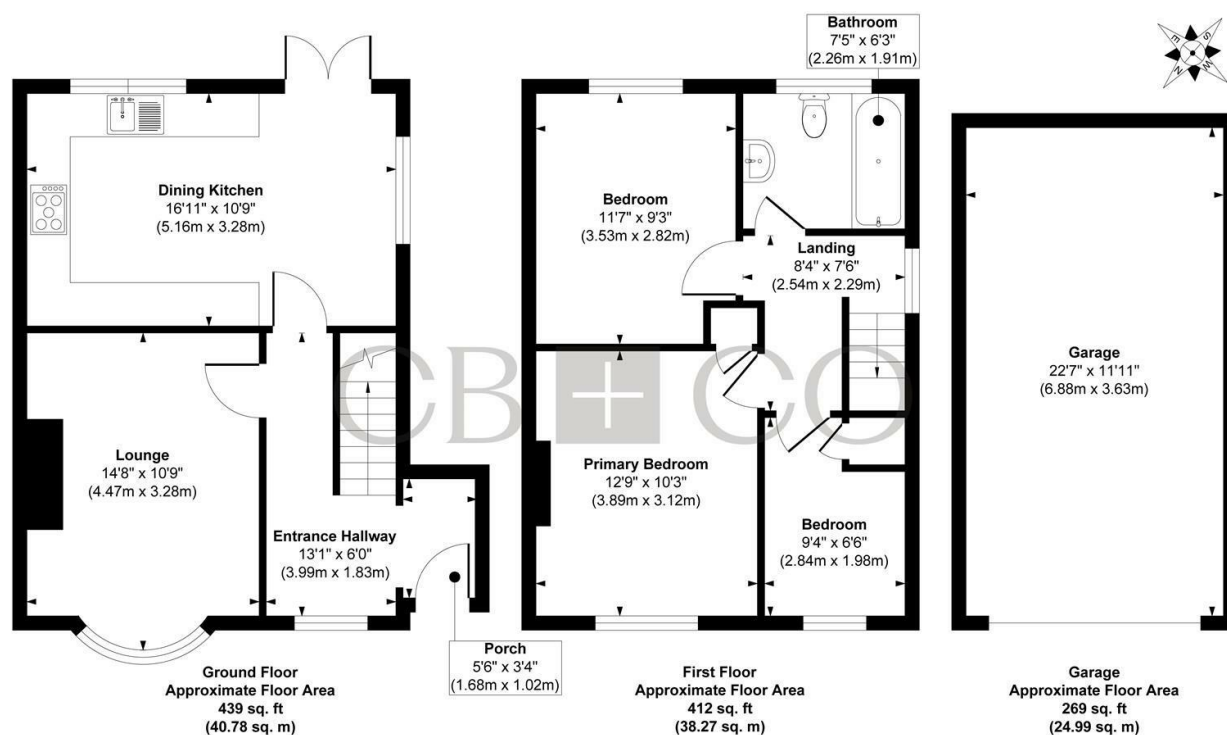 Bathroom
7'5" x 6'3"
(2.26m x 1.91m)
S
E
W
N
Dining Kitchen
16'11" x 10'9"
(5.16m x 3.28m)
Bedroom
11'7" x 9'3"
(3.53m x 2.82m)
Landing
8'4" x 7'6"
(2.54m x 2.29m)
Garage
22'7" x 11'11"
(6.88m x 3.63m)
CB + CO
Lounge
14'8" x 10'9"
(4.47m x 3.28m)
Primary Bedroom
12'9" x 10'3"
(3.89m x 3.12m)
Entrance Hallway
13'1" x 6'0"
(3.99m x 1.83m)
Bedroom
9'4" x 6'6"
(2.84m x 1.98m)
Porch
5'6" x 3'4"
(1.68m x 1.02m)
Ground Floor
Approximate Floor Area
439 sq. ft
(40.78 sq. m)
First Floor
Approximate Floor Area
412 sq. ft
(38.27 sq. m)
Garage
Approximate Floor Area
269 sq. ft
(24.99 sq. m)